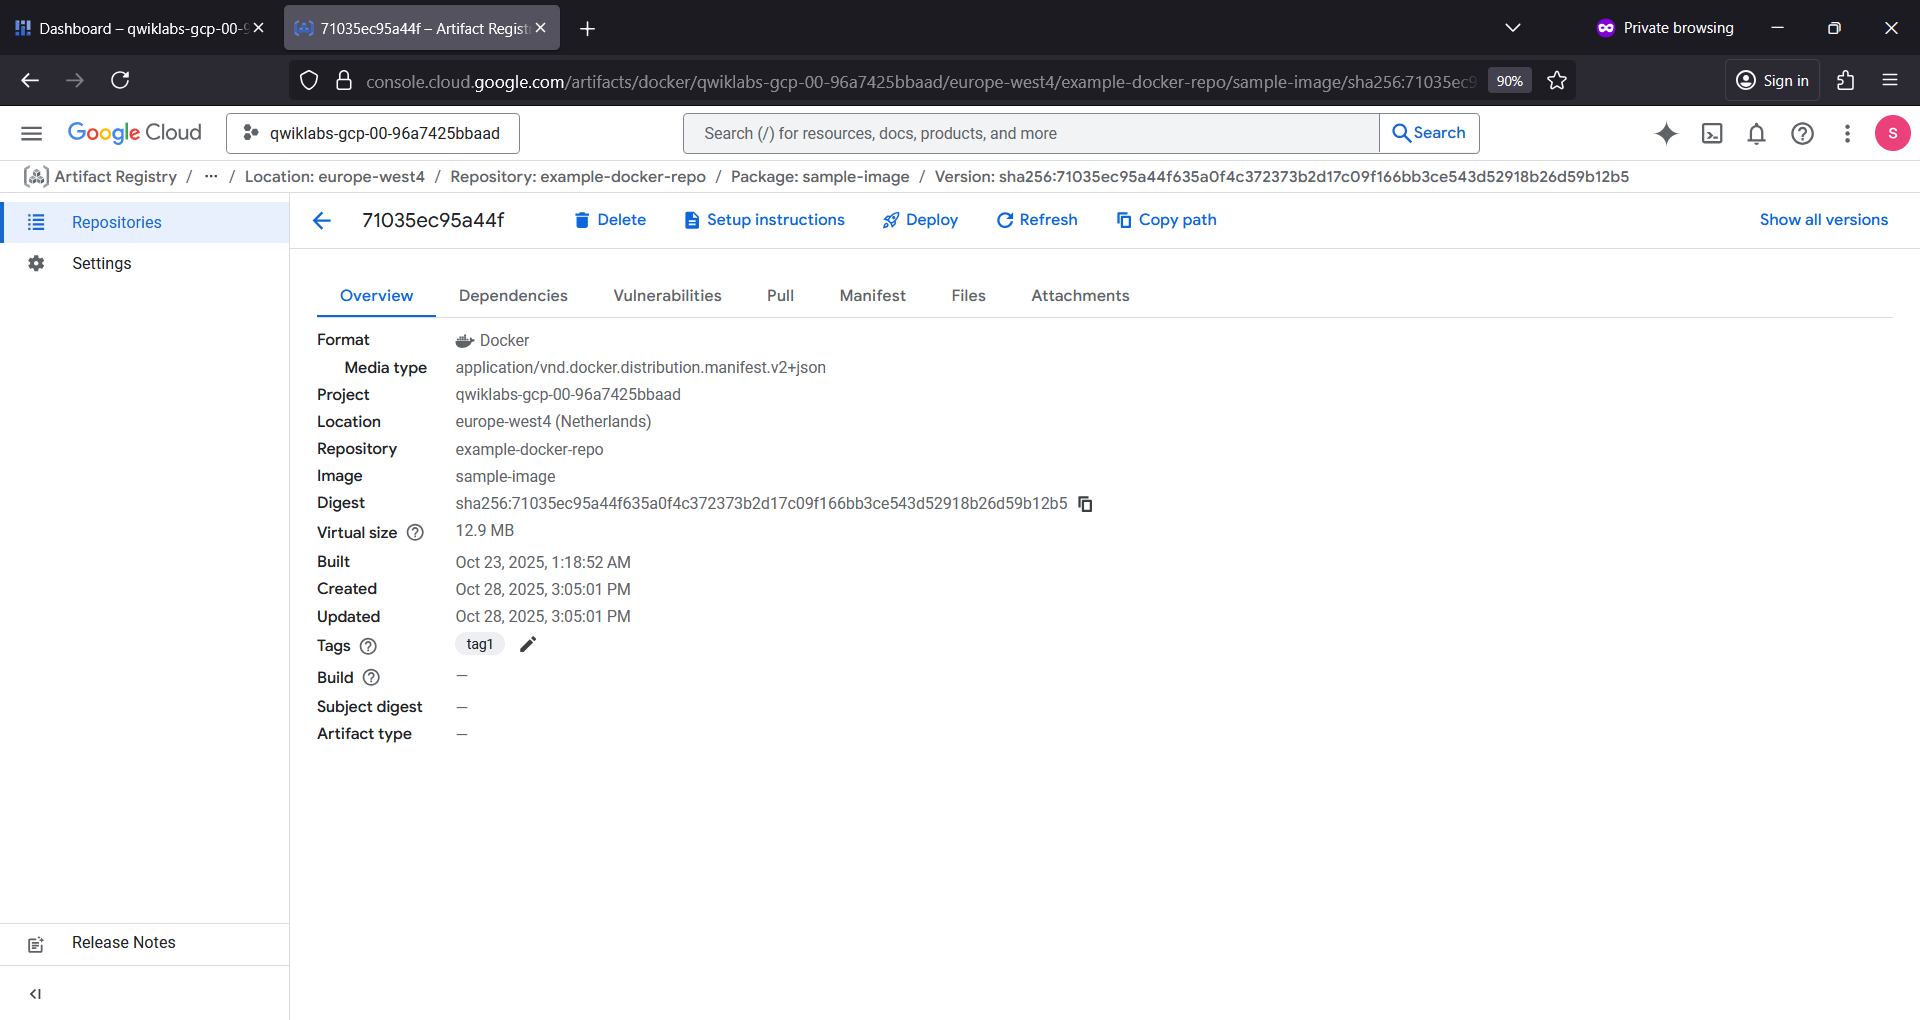 Dashboard – qwiklabs-gcp-00-9
71035ec95a44f – Artifact Regist
Private browsing
console.cloud.google.com/artifacts/docker/qwiklabs-gcp-00-96a7425bbaad/europe-west4/example-docker-repo/sample-image/sha256:71035ec9
90%
Sign in
Google Cloud
qwiklabs-gcp-00-96a7425bbaad
Search (/) for resources, docs, products, and more
Search
S
Artifact Registry / ··· / Location: europe-west4 / Repository: example-docker-repo / Package: sample-image / Version: sha256:71035ec95a44f635a0f4c372373b2d17c09f166bb3ce543d52918b26d59b12b5
Repositories
Settings
71035ec95a44f
Delete
Setup instructions
Deploy
Refresh
Copy path
Show all versions
Overview
Dependencies
Vulnerabilities
Pull
Manifest
Files
Attachments
Format Docker
Media type application/vnd.docker.distribution.manifest.v2+json
Project qwiklabs-gcp-00-96a7425bbaad
Location europe-west4 (Netherlands)
Repository example-docker-repo
Image sample-image
Digest sha256:71035ec95a44f635a0f4c372373b2d17c09f166bb3ce543d52918b26d59b12b5
Virtual size 12.9 MB
Built Oct 23, 2025, 1:18:52 AM
Created Oct 28, 2025, 3:05:01 PM
Updated Oct 28, 2025, 3:05:01 PM
Tags tag1
Build —
Subject digest —
Artifact type —
Release Notes